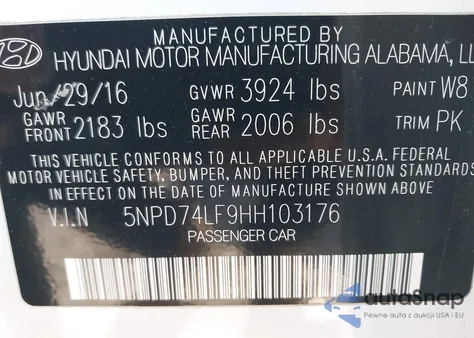 MANUFACTURED BY
HYUNDAI MOTOR MANUFACTURING ALABAMA, LL
Jun/29/16 GVWR 3924 lbs PAINT W8
GAWR FRONT 2183 lbs GAWR REAR 2006 lbs TRIM PK
THIS VEHICLE CONFORMS TO ALL APPLICABLE U.S.A. FEDERAL
MOTOR VEHICLE SAFETY, BUMPER, AND THEFT PREVENTION STANDARDS
IN EFFECT ON THE DATE OF MANUFACTURE SHOWN ABOVE.
V.I.N 5NPD74LF9HH103176
PASSENGER CAR
autoSnap
Pewne auta z aukcji USA i EU